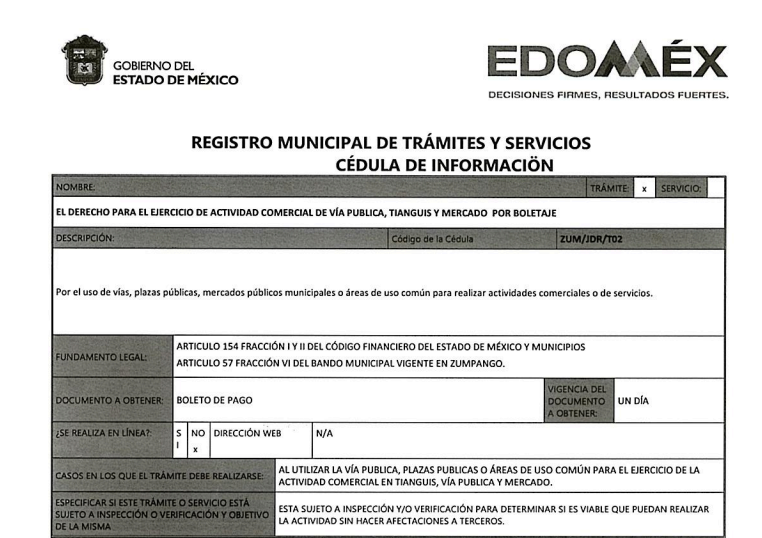 GOBIERNO DEL
ESTADO DE MÉXICO
EDOMÉX
DECISIONES FIRMES, RESULTADOS FUERTES.
REGISTRO MUNICIPAL DE TRÁMITES Y SERVICIOS
CÉDULA DE INFORMACIÖN
NOMBRE: TRÁMITE: x SERVICIO:
EL DERECHO PARA EL EJERCICIO DE ACTIVIDAD COMERCIAL DE VÍA PUBLICA, TIANGUIS Y MERCADO POR BOLETAJE
DESCRIPCIÓN: Código de la Cédula ZUM/JDR/T02
Por el uso de vías, plazas públicas, mercados públicos municipales o áreas de uso común para realizar actividades comerciales o de servicios.
FUNDAMENTO LEGAL:
ARTICULO 154 FRACCIÓN I Y II DEL CÓDIGO FINANCIERO DEL ESTADO DE MÉXICO Y MUNICIPIOS
ARTICULO 57 FRACCIÓN VI DEL BANDO MUNICIPAL VIGENTE EN ZUMPANGO.
DOCUMENTO A OBTENER: BOLETO DE PAGO
VIGENCIA DEL
DOCUMENTO
A OBTENER:
UN DÍA
¿SE REALIZA EN LÍNEA?:
S
I
NO
x
DIRECCIÓN WEB N/A
CASOS EN LOS QUE EL TRÁMITE DEBE REALIZARSE:
AL UTILIZAR LA VÍA PUBLICA, PLAZAS PUBLICAS O ÁREAS DE USO COMÚN PARA EL EJERCICIO DE LA
ACTIVIDAD COMERCIAL EN TIANGUIS, VÍA PUBLICA Y MERCADO.
ESPECIFICAR SI ESTE TRÁMITE O SERVICIO ESTÁ
SUJETO A INSPECCIÓN O VERIFICACIÓN Y OBJETIVO
DE LA MISMA
ESTA SUJETO A INSPECCIÓN Y/O VERIFICACIÓN PARA DETERMINAR SI ES VIABLE QUE PUEDAN REALIZAR
LA ACTIVIDAD SIN HACER AFECTACIONES A TERCEROS.